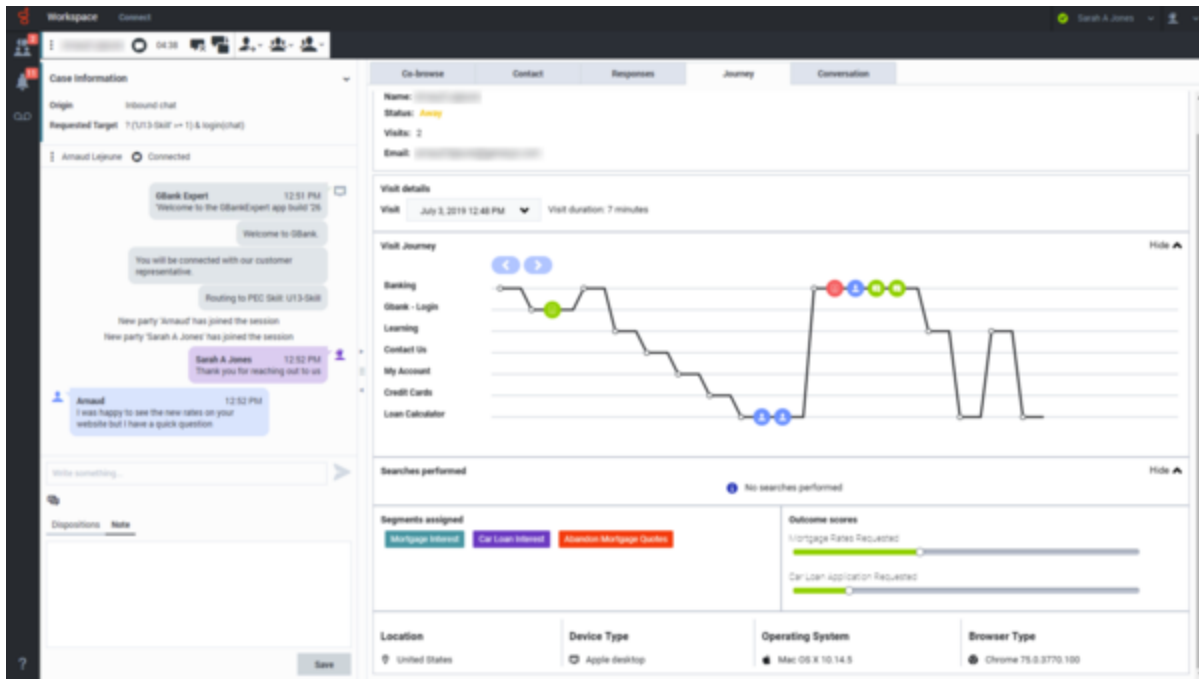 Workspace
Connect
Sarah A Jones
2
04:38
Case Information
Origin Inbound chat
Requested Target ? ('U13-Skill' >= 1) & login(chat)
Arnaud Lejeune Connected
GBank Expert 12:51 PM
'Welcome to the GBankExpert app build '26
Welcome to GBank.
You will be connected with our customer
representative.
Routing to PEC Skill: U13-Skill
New party 'Arnaud' has joined the session
New party 'Sarah A Jones' has joined the session
Sarah A Jones 12:52 PM
Thank you for reaching out to us
Arnaud 12:52 PM
I was happy to see the new rates on your
website but I have a quick question
Write something...
Dispositions Note
Save
?
Co-browse Contact Responses Journey Conversation
Name:
Status: Away
Visits: 2
Email:
Visit details
Visit July 3, 2019 12:48 PM Visit duration: 7 minutes
Visit Journey Hide
Banking
Gbank - Login
Learning
Contact Us
My Account
Credit Cards
Loan Calculator
Searches performed Hide
No searches performed
Segments assigned
Mortgage Interest Car Loan Interest Abandon Mortgage Quotes
Outcome scores
Mortgage Rates Requested
Car Loan Application Requested
Location Device Type Operating System Browser Type
United States Apple desktop Mac OS X 10.14.5 Chrome 75.0.3770.100